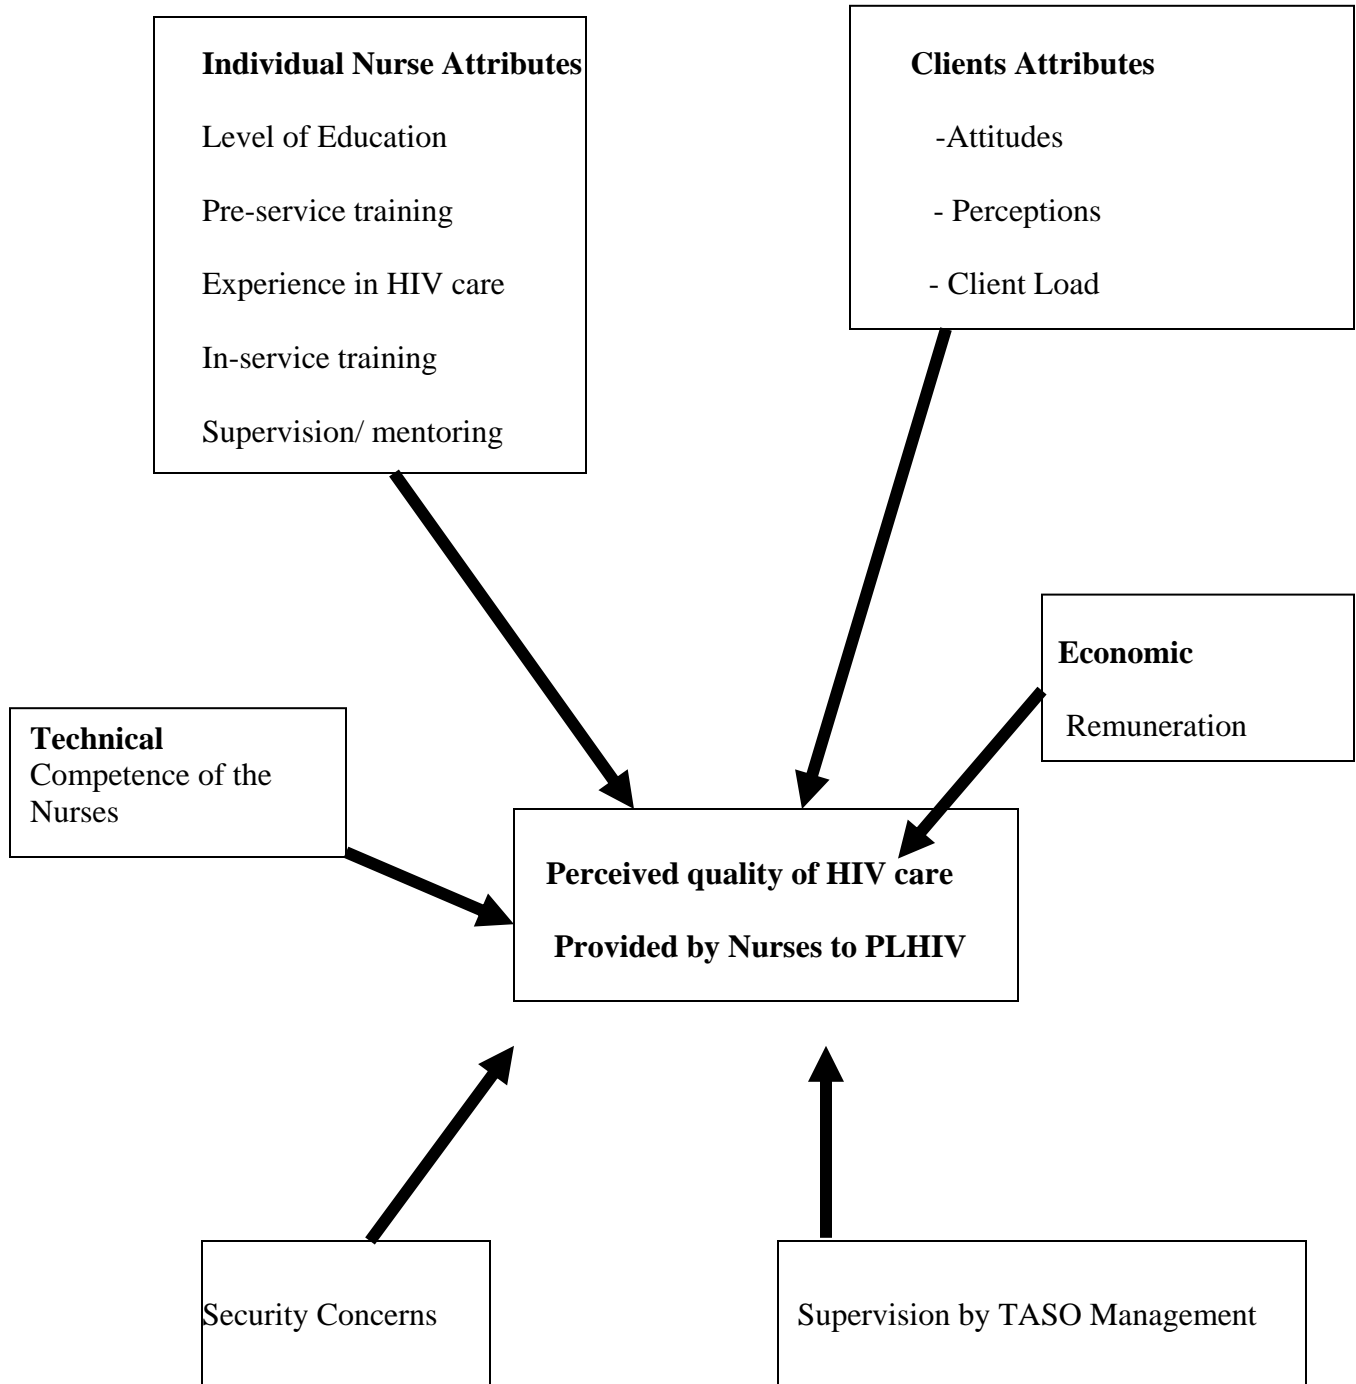 Individual Nurse Attributes
Level of Education
Pre-service training
Experience in HIV care
In-service training
Supervision/ mentoring
Clients Attributes
-Attitudes
- Perceptions
- Client Load
Economic
Remuneration
Technical
Competence of the
Nurses
Perceived quality of HIV care
Provided by Nurses to PLHIV
Security Concerns
Supervision by TASO Management